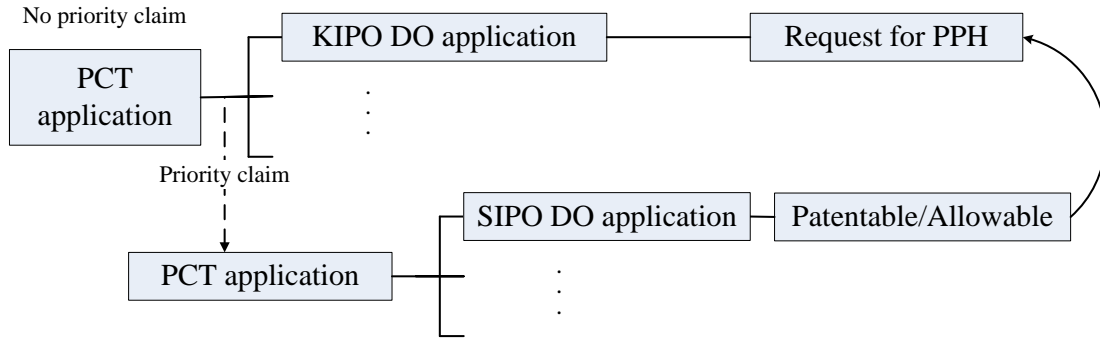 No priority claim
PCT
application
KIPO DO application
Request for PPH
Priority claim
SIPO DO application
Patentable/Allowable
PCT application